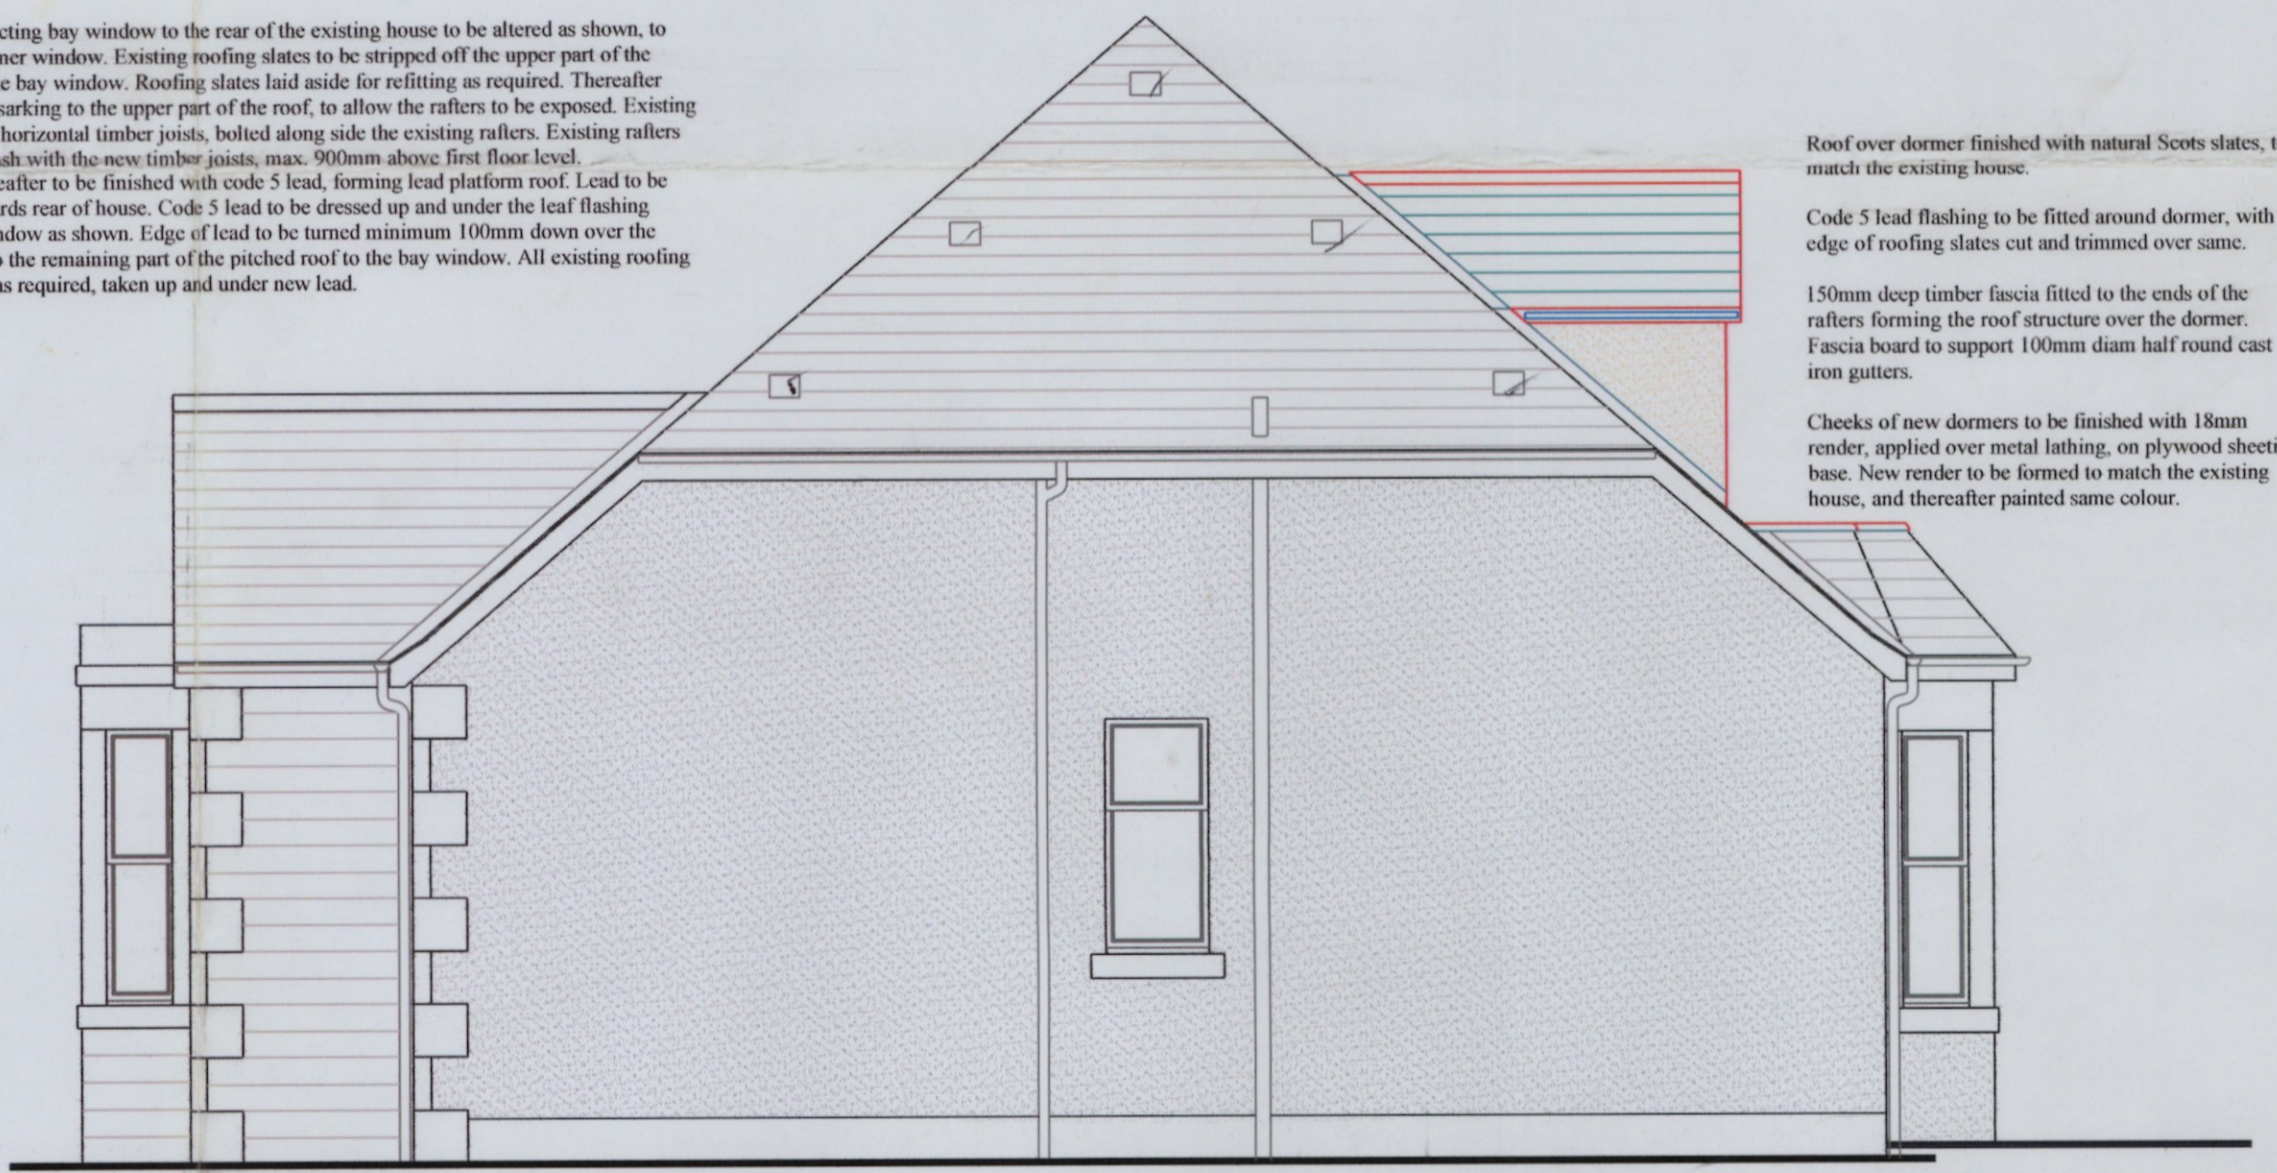 cting bay window to the rear of the existing house to be altered as shown, to
ner window. Existing roofing slates to be stripped off the upper part of the
e bay window. Roofing slates laid aside for refitting as required. Thereafter
sarking to the upper part of the roof, to allow the rafters to be exposed. Existing
horizontal timber joists, bolted along side the existing rafters. Existing rafters
sh with the new timber joists, max. 900mm above first floor level.
eafter to be finished with code 5 lead, forming lead platform roof. Lead to be
rds rear of house. Code 5 lead to be dressed up and under the leaf flashing
ndow as shown. Edge of lead to be turned minimum 100mm down over the
the remaining part of the pitched roof to the bay window. All existing roofing
as required, taken up and under new lead.
Roof over dormer finished with natural Scots slates, t
match the existing house.
Code 5 lead flashing to be fitted around dormer, with
edge of roofing slates cut and trimmed over same.
150mm deep timber fascia fitted to the ends of the
rafters forming the roof structure over the dormer.
Fascia board to support 100mm diam half round cast
iron gutters.
Cheeks of new dormers to be finished with 18mm
render, applied over metal lathing, on plywood sheeti
base. New render to be formed to match the existing
house, and thereafter painted same colour.